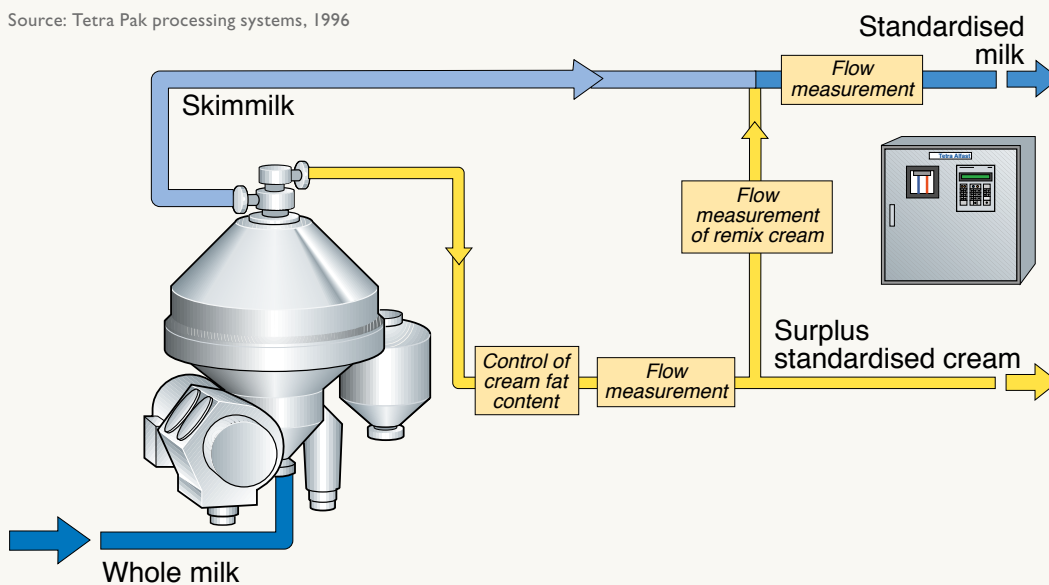 Source: Tetra Pak processing systems, 1996
Standardised
milk
Flow
measurement
Skimmilk
Tetra Alfast
Flow
measurement
of remix cream
Surplus
standardised cream
Control of
cream fat
content
Flow
measurement
Whole milk